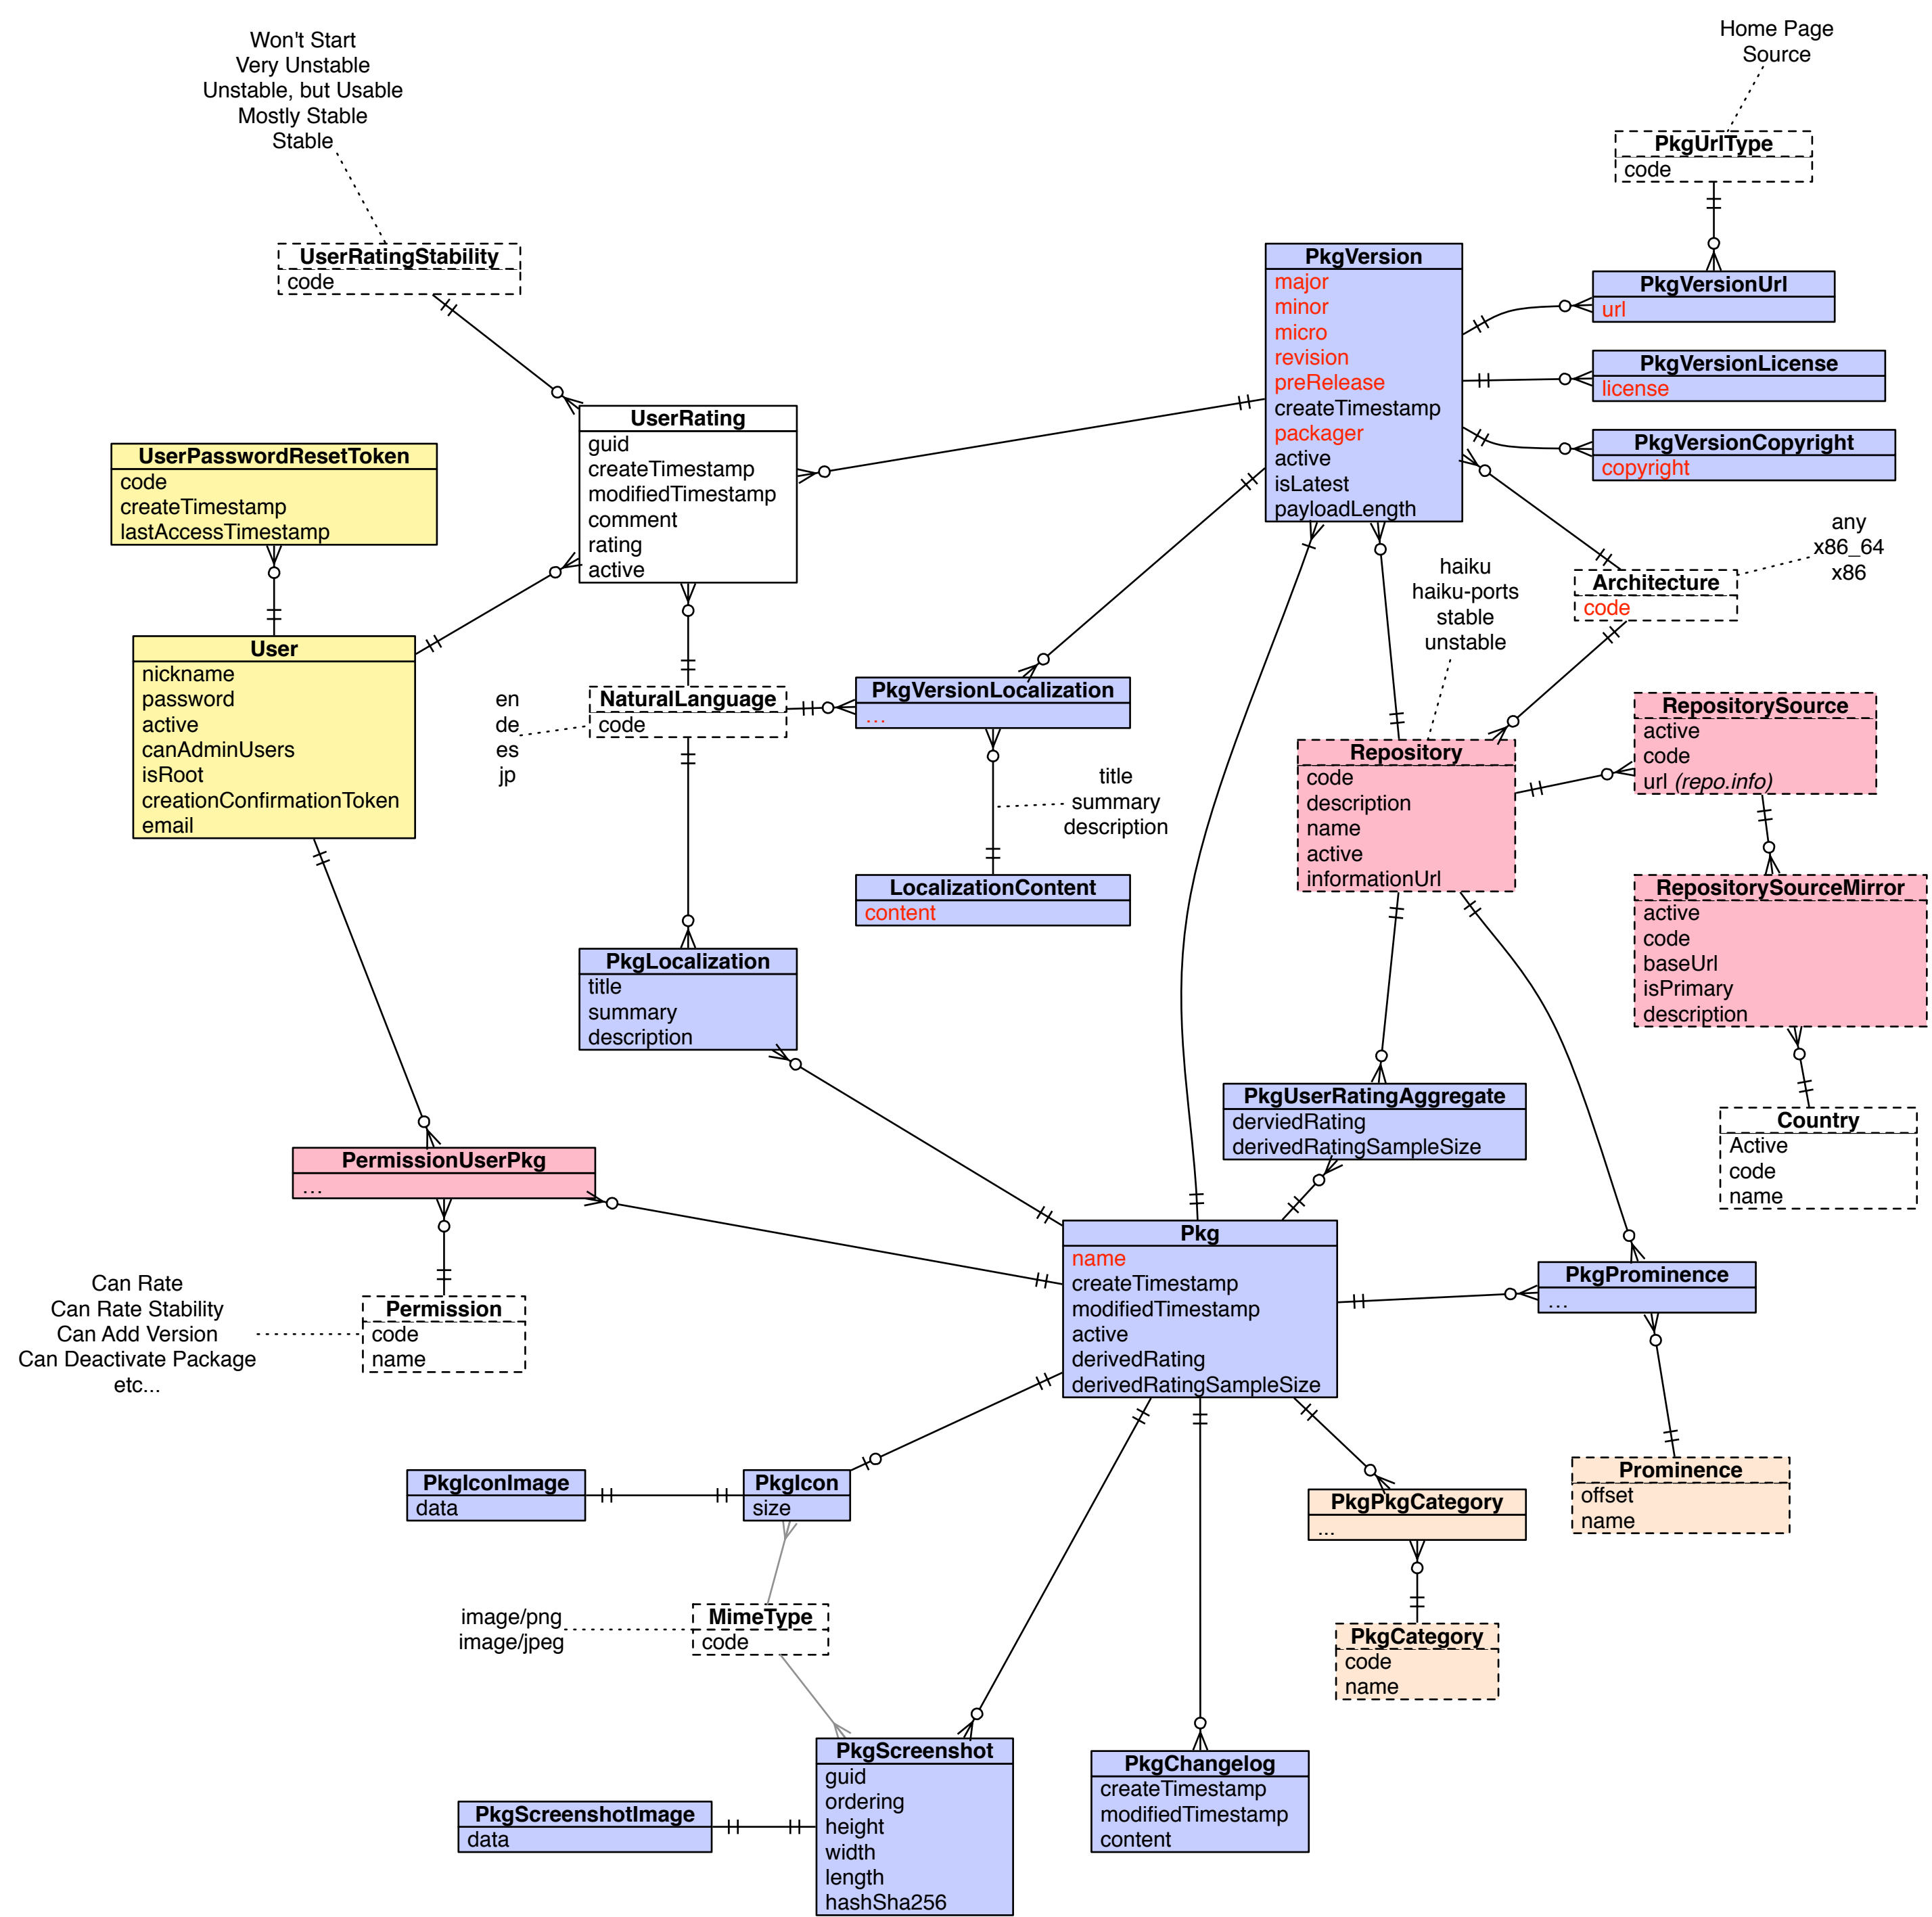 Won't Start
Very Unstable
Unstable, but Usable
Mostly Stable
Stable
Home Page
Source
PkgUrlType
code
UserRatingStability
code
PkgVersion
major
minor
micro
revision
preRelease
createTimestamp
packager
active
isLatest
payloadLength
PkgVersionUrl
url
PkgVersionLicense
license
PkgVersionCopyright
copyright
UserRating
guid
createTimestamp
modifiedTimestamp
comment
rating
active
UserPasswordResetToken
code
createTimestamp
lastAccessTimestamp
any
x86_64
x86
haiku
haiku-ports
stable
unstable
Architecture
code
User
nickname
password
active
canAdminUsers
isRoot
creationConfirmationToken
email
en
de
es
jp
NaturalLanguage
code
PkgVersionLocalization
...
title
summary
description
LocalizationContent
content
Repository
code
description
name
active
informationUrl
RepositorySource
active
code
url (repo.info)
RepositorySourceMirror
active
code
baseUrl
isPrimary
description
PkgLocalization
title
summary
description
PkgUserRatingAggregate
derviedRating
derivedRatingSampleSize
Country
Active
code
name
PermissionUserPkg
...
Pkg
name
createTimestamp
modifiedTimestamp
active
derivedRating
derivedRatingSampleSize
PkgProminence
...
Can Rate
Can Rate Stability
Can Add Version
Can Deactivate Package
etc...
Permission
code
name
PkgIconImage
data
PkgIcon
size
PkgPkgCategory
...
Prominence
offset
name
image/png
image/jpeg
MimeType
code
PkgCategory
code
name
PkgScreenshot
guid
ordering
height
width
length
hashSha256
PkgScreenshotImage
data
PkgChangelog
createTimestamp
modifiedTimestamp
content